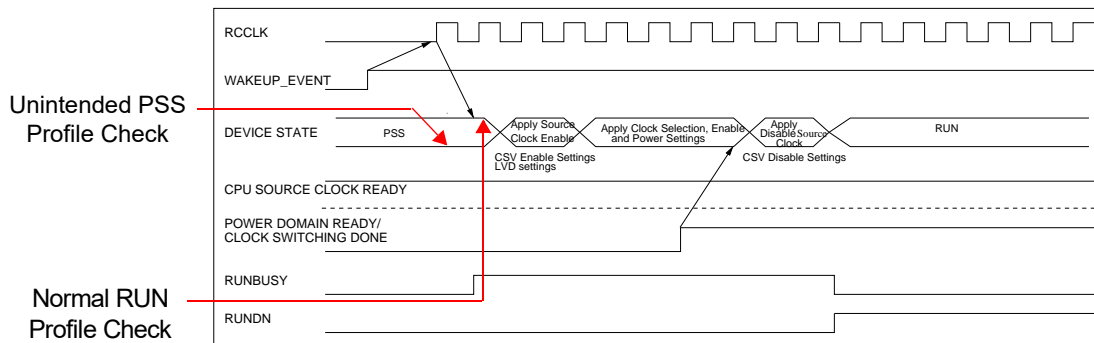 RCCLK
WAKEUP_EVENT
Unintended PSS
Profile Check
DEVICE STATE
PSS
Apply Source
Clock Enable
CSV Enable Settings
LVD settings
Apply Clock Selection, Enable
and Power Settings
Apply
Disable Source
Clock
CSV Disable Settings
RUN
CPU SOURCE CLOCK READY
POWER DOMAIN READY/
CLOCK SWITCHING DONE
RUNBUSY
Normal RUN
Profile Check
RUNDN